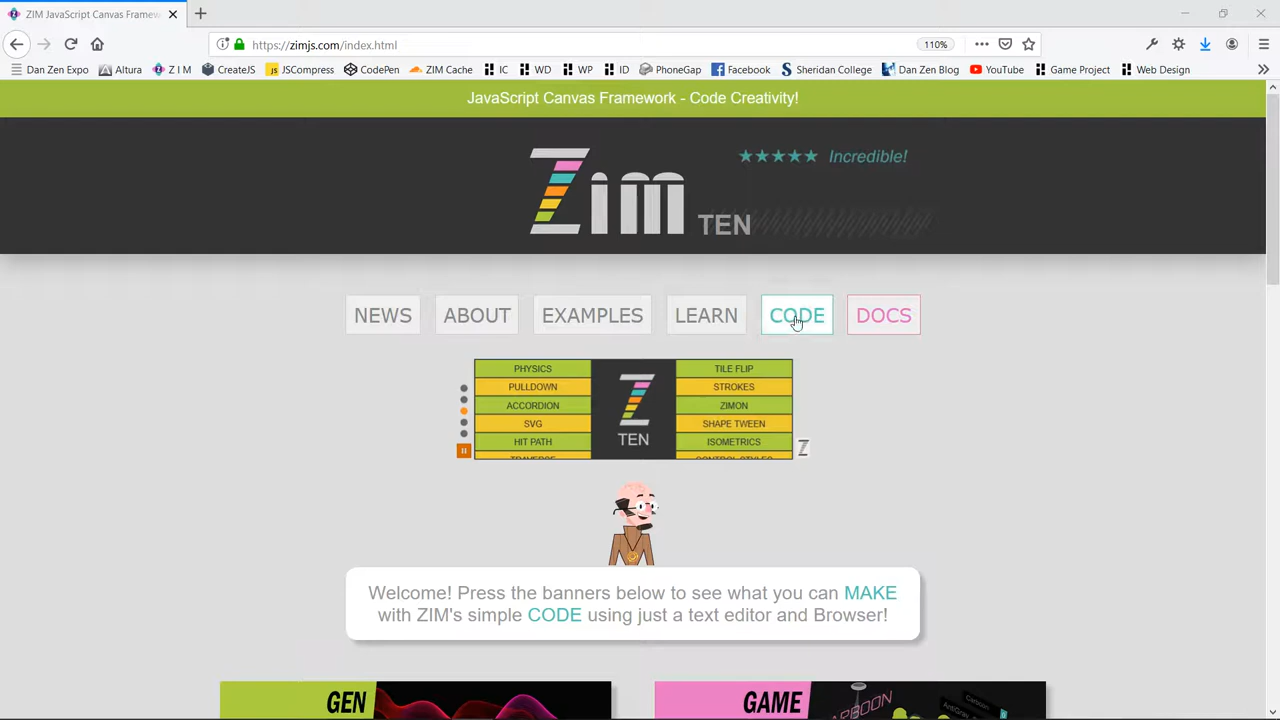 ZIM JavaScript Canvas Framew
https://zimjs.com/index.html
110%
Dan Zen Expo
Altura
Z I M
CreateJS
JSCompress
CodePen
ZIM Cache
IC
WD
WP
ID
PhoneGap
Facebook
Sheridan College
Dan Zen Blog
YouTube
Game Project
Web Design
JavaScript Canvas Framework - Code Creativity!
★★★★★ Incredible!
Zim TEN
NEWS
ABOUT
EXAMPLES
LEARN
CODE
DOCS
PHYSICS
PULLDOWN
ACCORDION
SVG
HIT PATH
TRAVERSE
Z
TEN
TILE FLIP
STROKES
ZIMON
SHAPE TWEEN
ISOMETRICS
CONTROL STYLES
Z
Welcome! Press the banners below to see what you can MAKE
with ZIM's simple CODE using just a text editor and Browser!
GEN
GAME